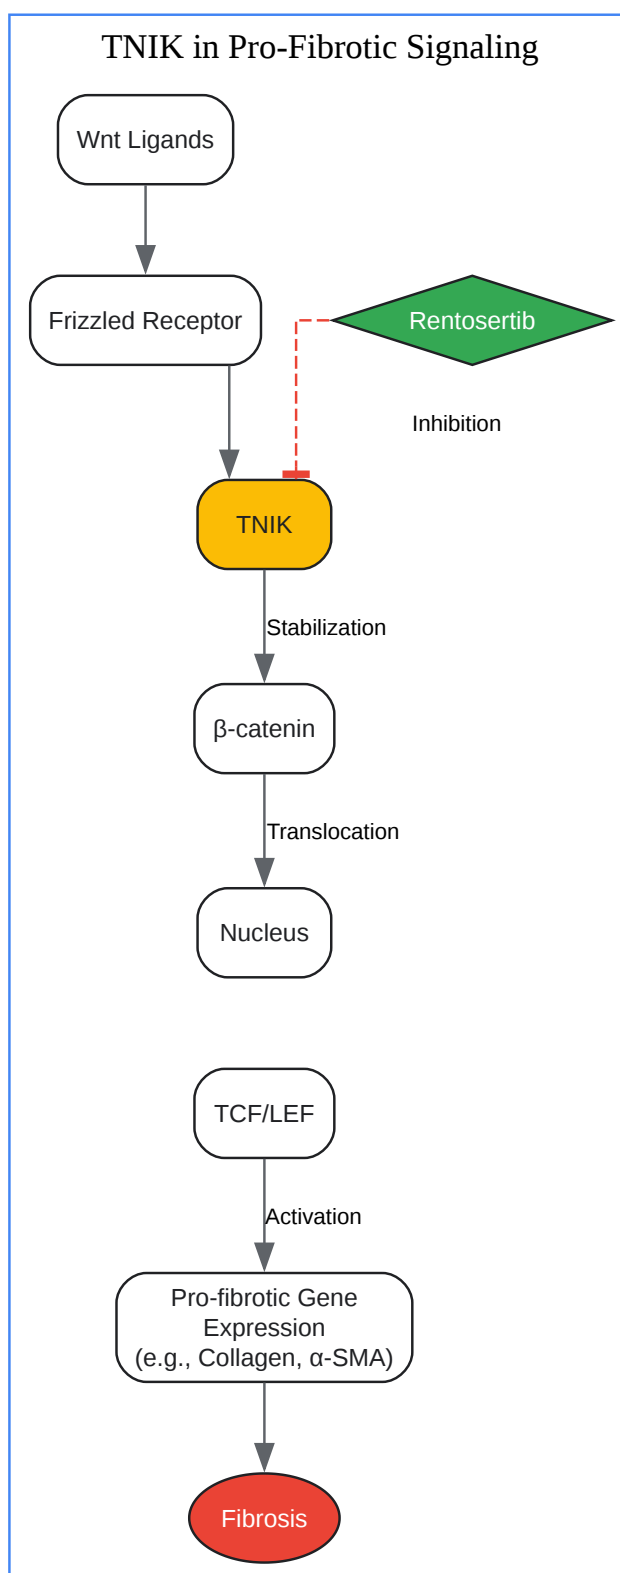 TNIK in Pro-Fibrotic Signaling
Wnt Ligands
Frizzled Receptor
Rentosertib
Inhibition
TNIK
Stabilization
β-catenin
Translocation
Nucleus
TCF/LEF
Activation
Pro-fibrotic Gene
Expression
(e.g., Collagen, α-SMA)
Fibrosis